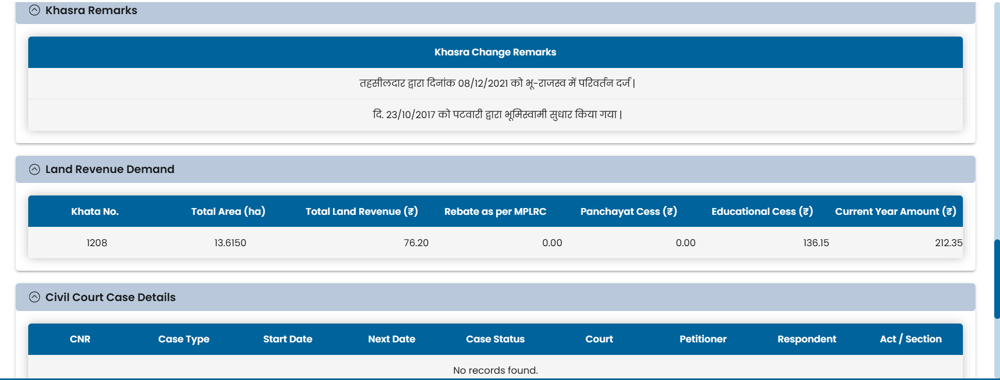 Khasra Remarks
Khasra Change Remarks
तहसीलदार द्वारा दिनांक 08/12/2021 को भू-राजस्व में परिवर्तन दर्ज |
दि. 23/10/2017 को पटवारी द्वारा भूमिस्वामी सुधार किया गया |
Land Revenue Demand
Khata No. Total Area (ha) Total Land Revenue (₹) Rebate as per MPLRC Panchayat Cess (₹) Educational Cess (₹) Current Year Amount (₹)
1208 13.6150 76.20 0.00 0.00 136.15 212.35
Civil Court Case Details
CNR Case Type Start Date Next Date Case Status Court Petitioner Respondent Act / Section
No records found.